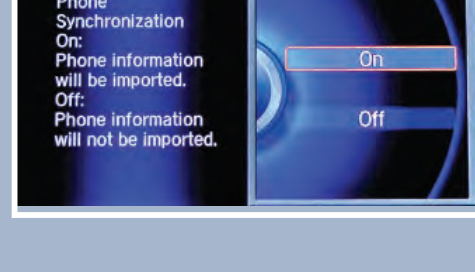 Phone
Synchronization
On:
Phone information
will be imported.
Off:
Phone information
will not be imported.
On
Off